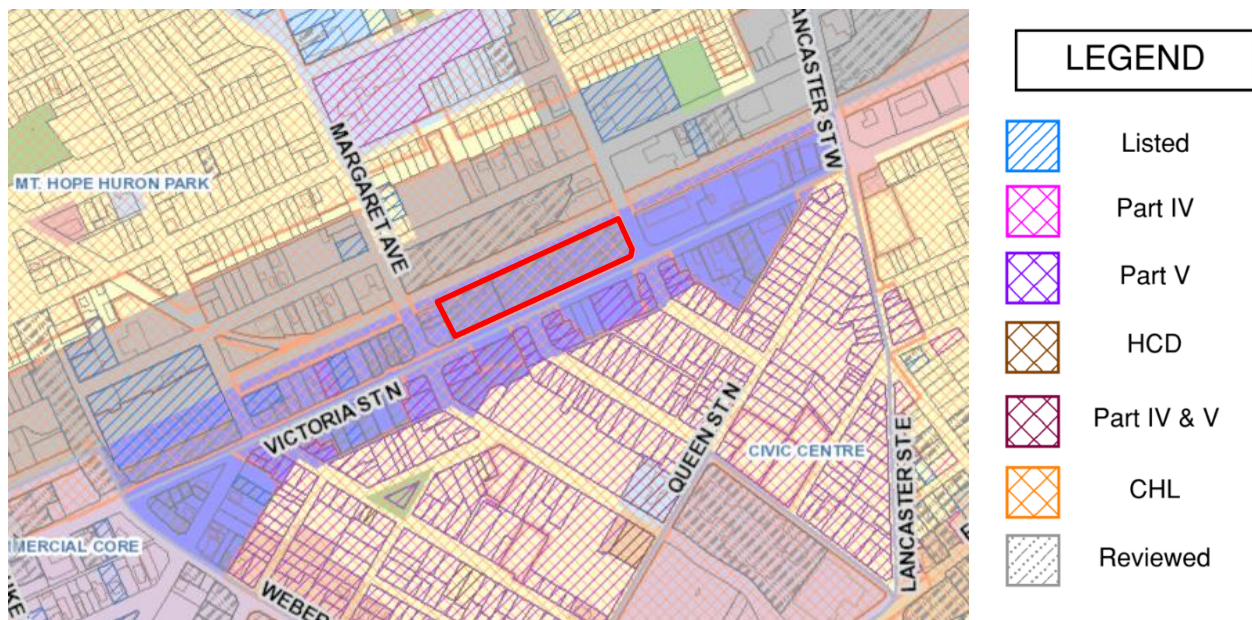 LANCASTER ST W
MARGARET AVE
MT. HOPE HURON PARK
VICTORIA ST N
QUEEN ST N
CIVIC CENTRE
LANCASTER ST E
MMERCIAL CORE
WEBER
LEGEND
Listed
Part IV
Part V
HCD
Part IV & V
CHL
Reviewed